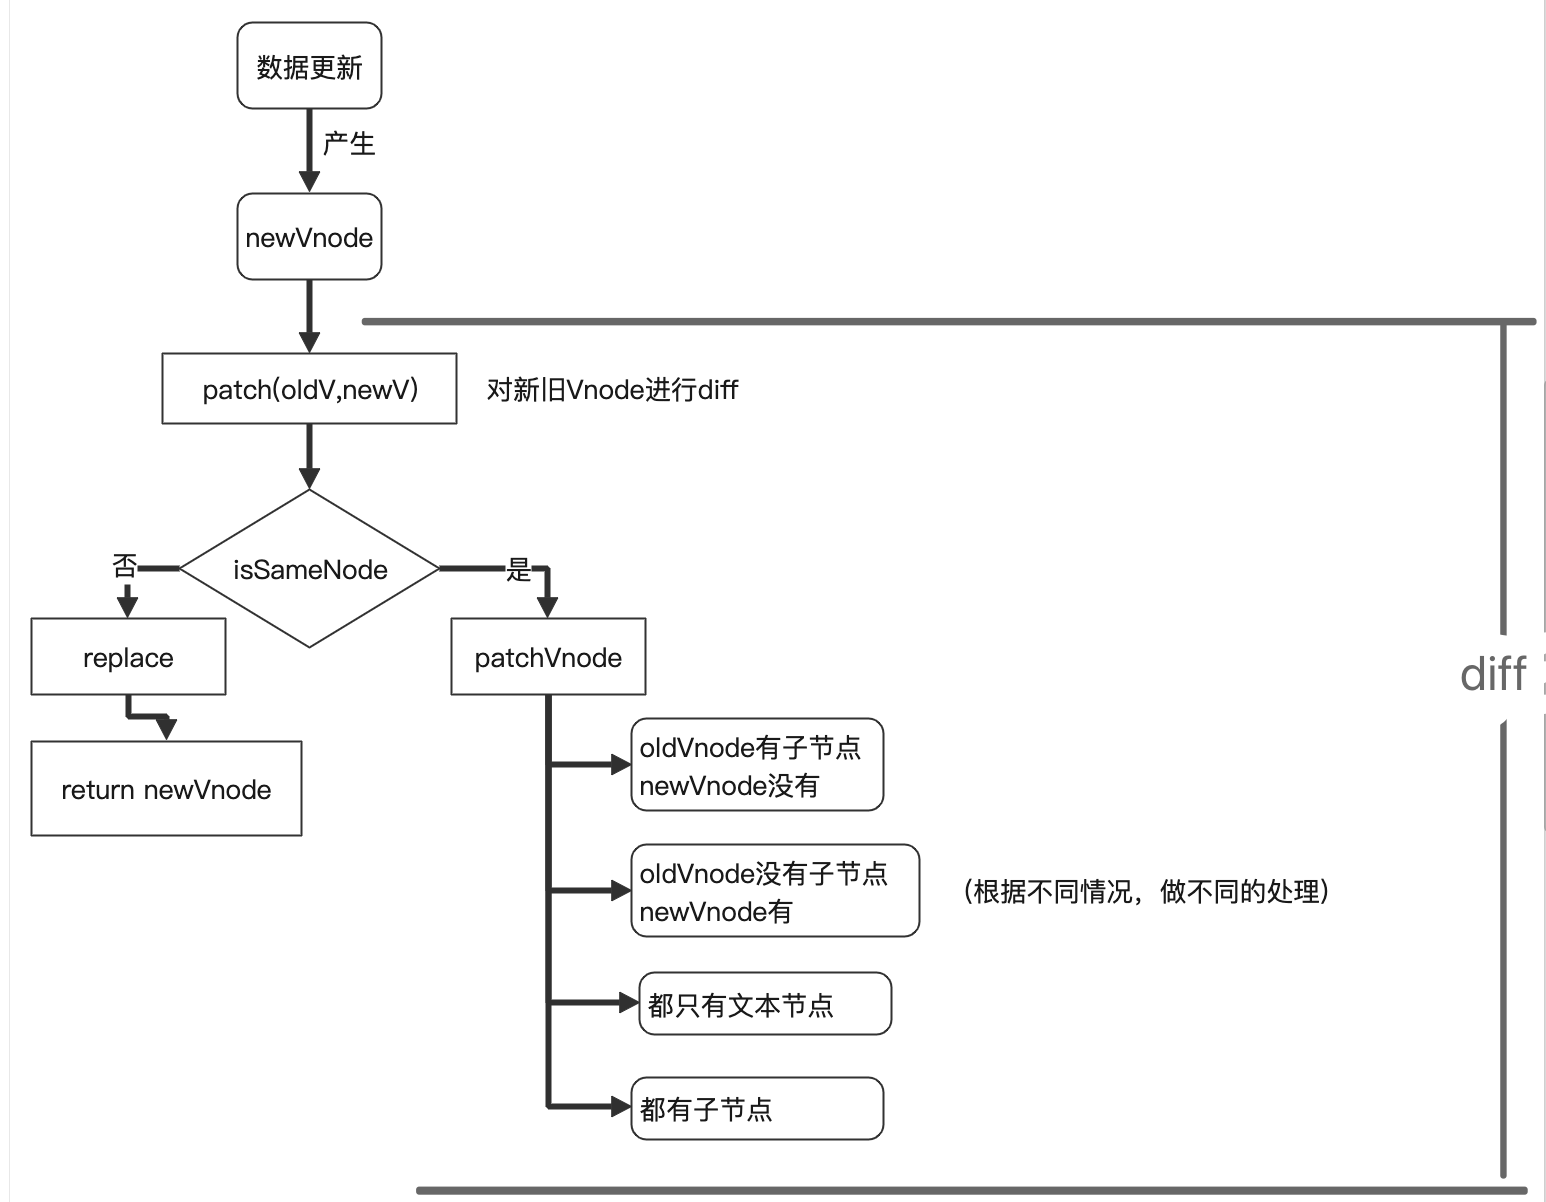 数据更新
产生
newVnode
patch(oldV,newV)
对新旧Vnode进行diff
isSameNode
否
是
replace
patchVnode
diff
return newVnode
oldVnode有子节点
newVnode没有
oldVnode没有子节点
newVnode有
(根据不同情况，做不同的处理)
都只有文本节点
都有子节点